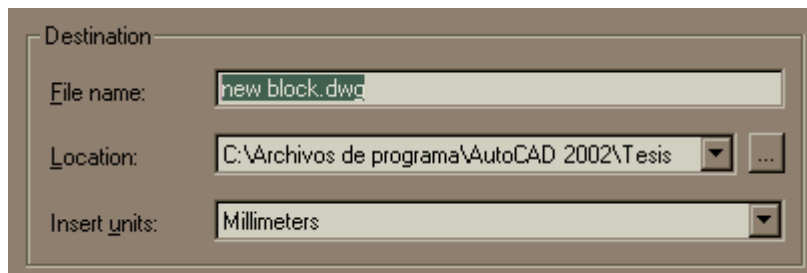 Destination
File name: new block.dwg
Location: C:\Archivos de programa\AutoCAD 2002\Tesis ...
Insert units: Millimeters